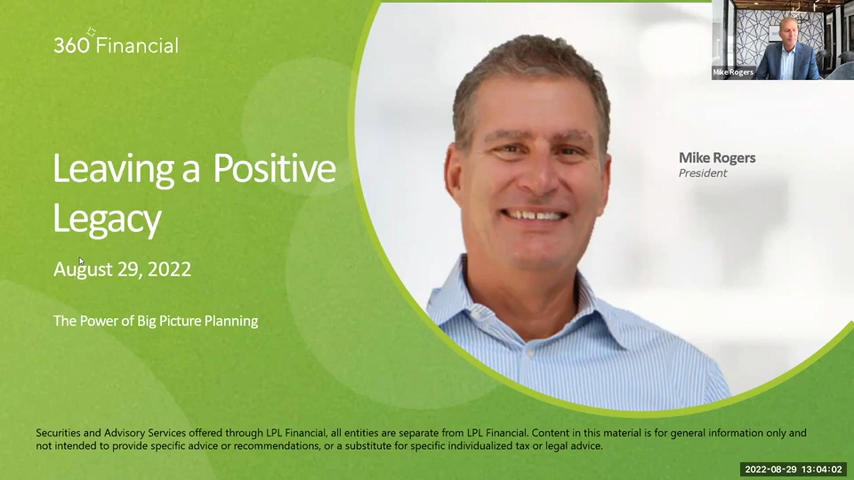 360 Financial
Mike Rogers
Leaving a Positive
Legacy
Mike Rogers
President
August 29, 2022
The Power of Big Picture Planning
Securities and Advisory Services offered through LPL Financial, all entities are separate from LPL Financial. Content in this material is for general information only and
not intended to provide specific advice or recommendations, or a substitute for specific individualized tax or legal advice.
2022-08-29 13:04:02